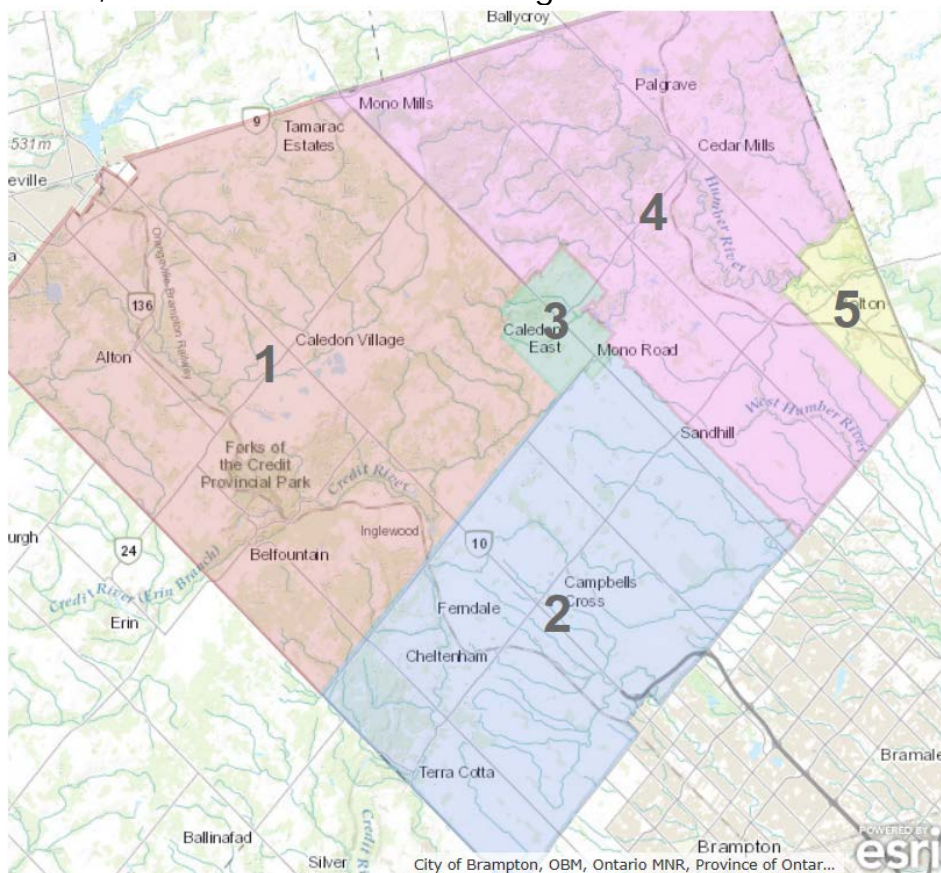 Ballycroy
Mono Mills
Palgrave
9
Tamarac
Estates
531m
Cedar Mills
eville
Humber River
4
a
Orangeville-Brampton Railway
136
5
lton
3
Caledon
East
Caledon Village
1
Mono Road
Alton
West Humber River
Sandhill
Forks of
the Credit
Provincial Park
Credit River
Inglewood
urgh
24
10
Belfountain
Credit River (Erin Branch)
Campbells
Cross
2
Ferndale
Erin
Cheltenham
Terra Cotta
Bramale
Ballinafad
Credit Ri
Silver
Brampton
POWERED BY
esri
City of Brampton, OBM, Ontario MNR, Province of Ontar...